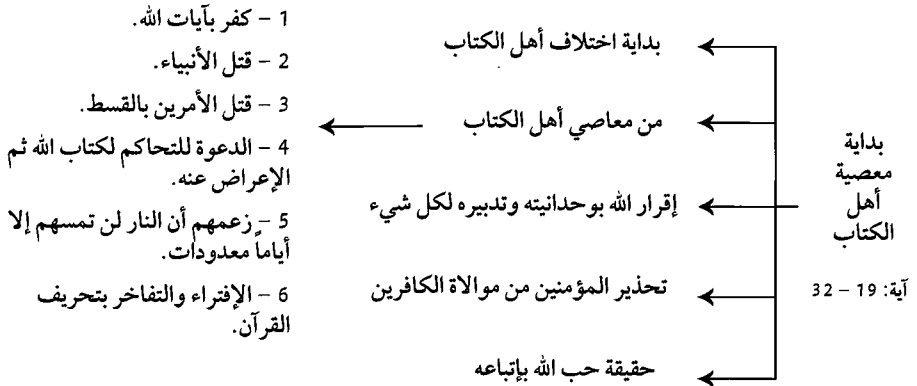 بداية
معصية
أهل
الكتاب
آية: 19 – 32
بداية اختلاف أهل الكتاب
من معاصي أهل الكتاب
إقرار الله بوحدانيته وتدبيره لكل شيء
تحذير المؤمنين من موالاة الكافرين
حقيقة حب الله بإتباعه
1 – كفر بآيات الله.
2 – قتل الأنبياء.
3 – قتل الأمرين بالقسط.
4 – الدعوة للتحاكم لكتاب الله ثم
الإعراض عنه.
5 – زعمهم أن النار لن تمسهم إلا
أياماً معدودات.
6 – الإفتراء والتفاخر بتحريف
القرآن.